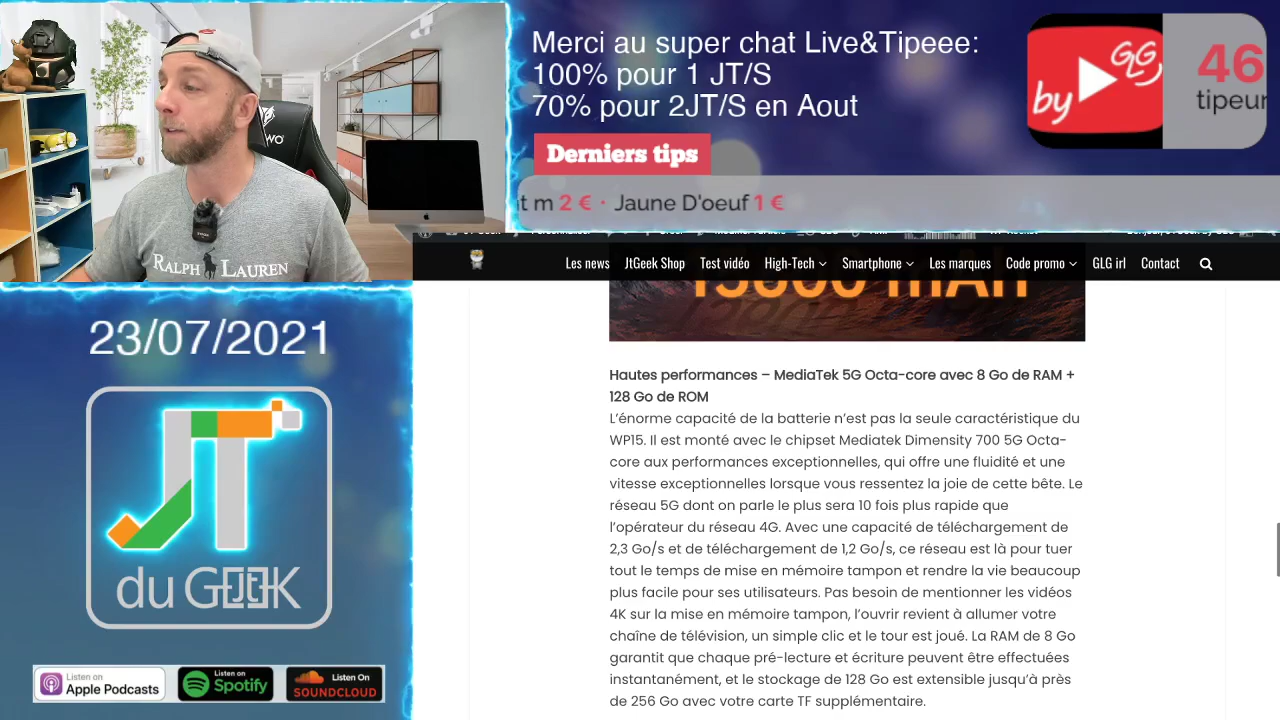 Merci au super chat Live&Tipeee:
100% pour 1 JT/S
70% pour 2JT/S en Aout
by GLG
46
tipeur
Derniers tips
t m 2 € · Jaune D'oeuf 1 €
RALPH LAUREN
Les news JtGeek Shop Test vidéo High-Tech Smartphone Les marques Code promo GLG irl Contact
15600 mAh
23/07/2021
JT
du GEEK
Listen on
Apple Podcasts
Listen on
Spotify
Listen on
SOUNDCLOUD
Hautes performances – MediaTek 5G Octa-core avec 8 Go de RAM +
128 Go de ROM
L’énorme capacité de la batterie n’est pas la seule caractéristique du
WP15. Il est monté avec le chipset Mediatek Dimensity 700 5G Octa-
core aux performances exceptionnelles, qui offre une fluidité et une
vitesse exceptionnelles lorsque vous ressentez la joie de cette bête. Le
réseau 5G dont on parle le plus sera 10 fois plus rapide que
l’opérateur du réseau 4G. Avec une capacité de téléchargement de
2,3 Go/s et de téléchargement de 1,2 Go/s, ce réseau est là pour tuer
tout le temps de mise en mémoire tampon et rendre la vie beaucoup
plus facile pour ses utilisateurs. Pas besoin de mentionner les vidéos
4K sur la mise en mémoire tampon, l’ouvrir revient à allumer votre
chaîne de télévision, un simple clic et le tour est joué. La RAM de 8 Go
garantit que chaque pré-lecture et écriture peuvent être effectuées
instantanément, et le stockage de 128 Go est extensible jusqu’à près
de 256 Go avec votre carte TF supplémentaire.